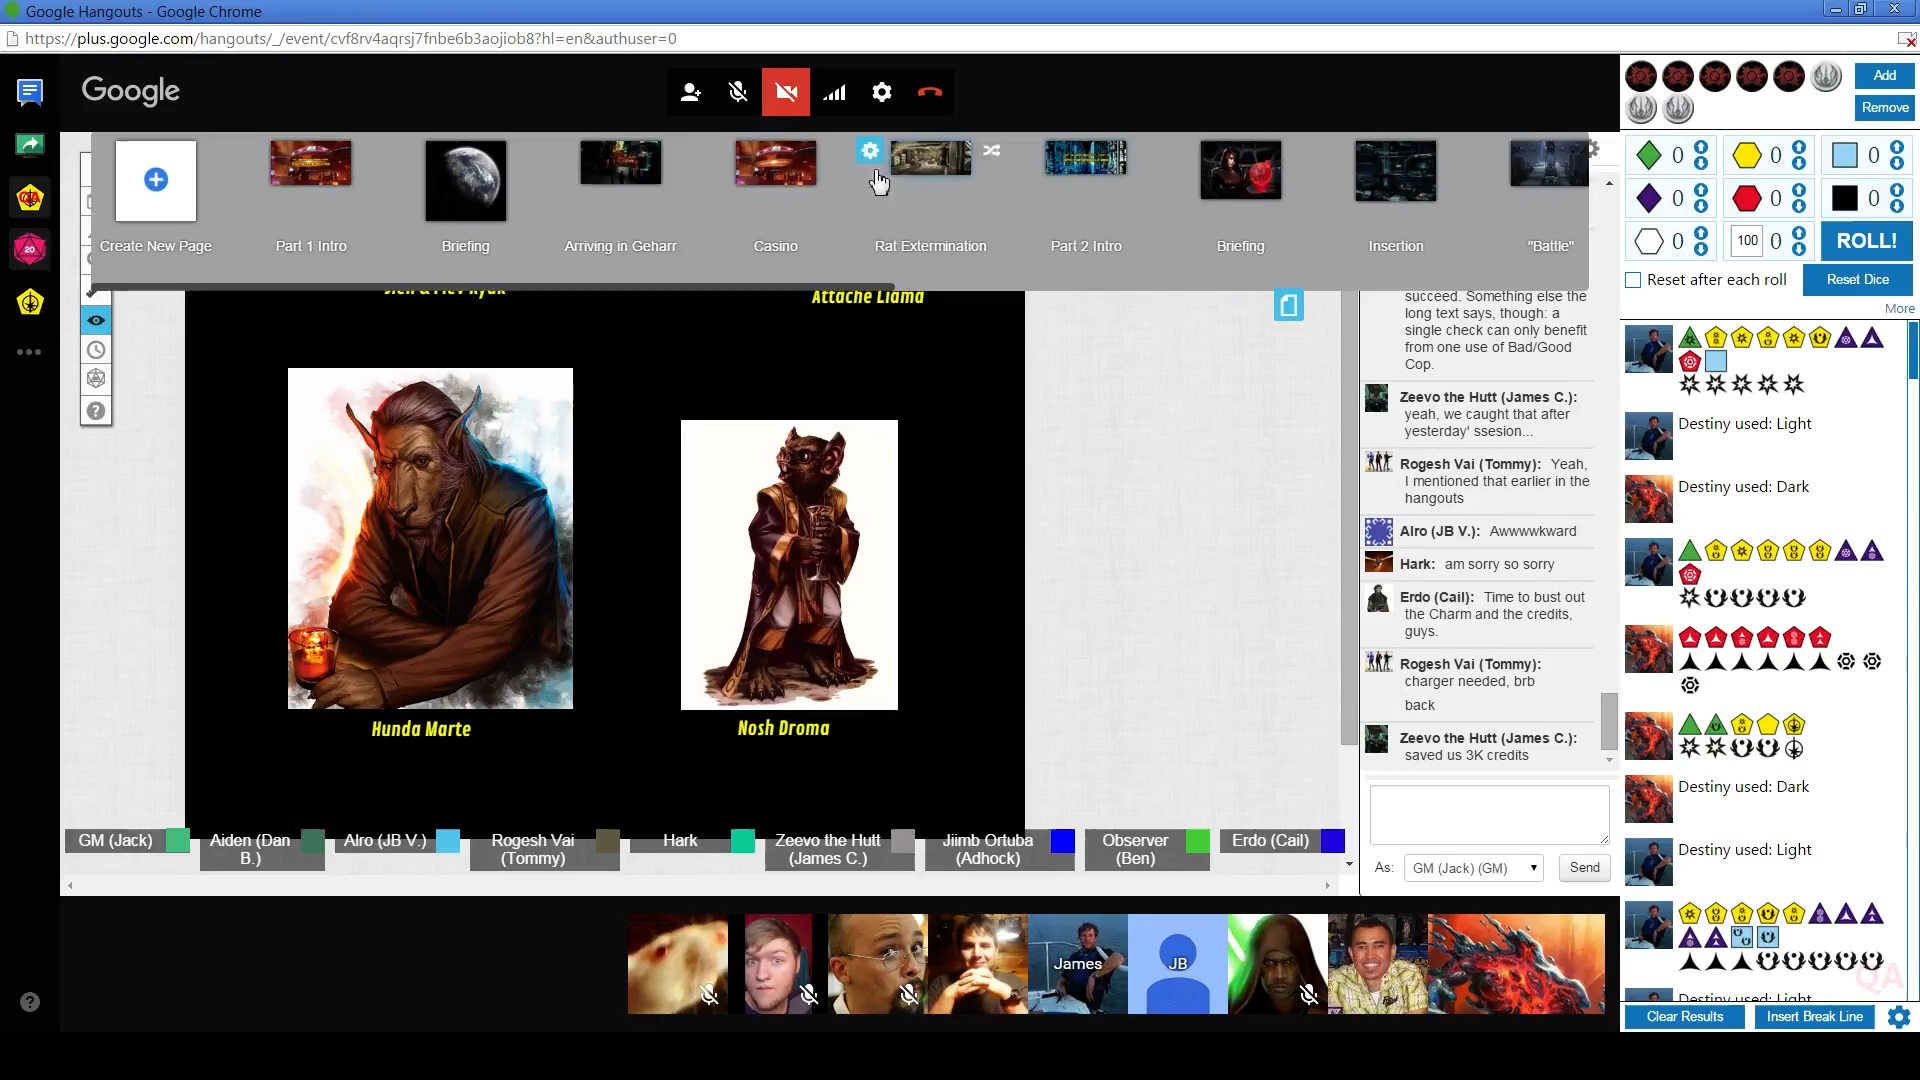 Google Hangouts - Google Chrome
https://plus.google.com/hangouts/_/event/cvf8rv4aqrsj7fnbe6b3aojiob8?hl=en&authuser=0
Google
Create New Page
Part 1 Intro
Briefing
Arriving in Geharr
Casino
Rat Extermination
Part 2 Intro
Briefing
Insertion
"Battle"
Attache Llama
Hunda Marte
Nosh Droma
succeed. Something else the
long text says, though: a
single check can only benefit
from one use of Bad/Good
Cop.
Zeevo the Hutt (James C.):
yeah, we caught that after
yesterday' ssesion...
Rogesh Vai (Tommy): Yeah,
I mentioned that earlier in the
hangouts
Alro (JB V.): Awwwwkward
Hark: am sorry so sorry
Erdo (Cail): Time to bust out
the Charm and the credits,
guys.
Rogesh Vai (Tommy):
charger needed, brb
back
Zeevo the Hutt (James C.):
saved us 3K credits
As: GM (Jack) (GM)
Send
GM (Jack)
Aiden (Dan
B.)
Alro (JB V.)
Rogesh Vai
(Tommy)
Hark
Zeevo the Hutt
(James C.)
Jiimb Ortuba
(Adhock)
Observer
(Ben)
Erdo (Cail)
James
JB
Add
Remove
0 0 0
0 0 0
0 100 0 ROLL!
Reset after each roll
Reset Dice
More
Destiny used: Light
Destiny used: Dark
Destiny used: Dark
Destiny used: Light
Destiny used: Light
QA
Clear Results
Insert Break Line
20